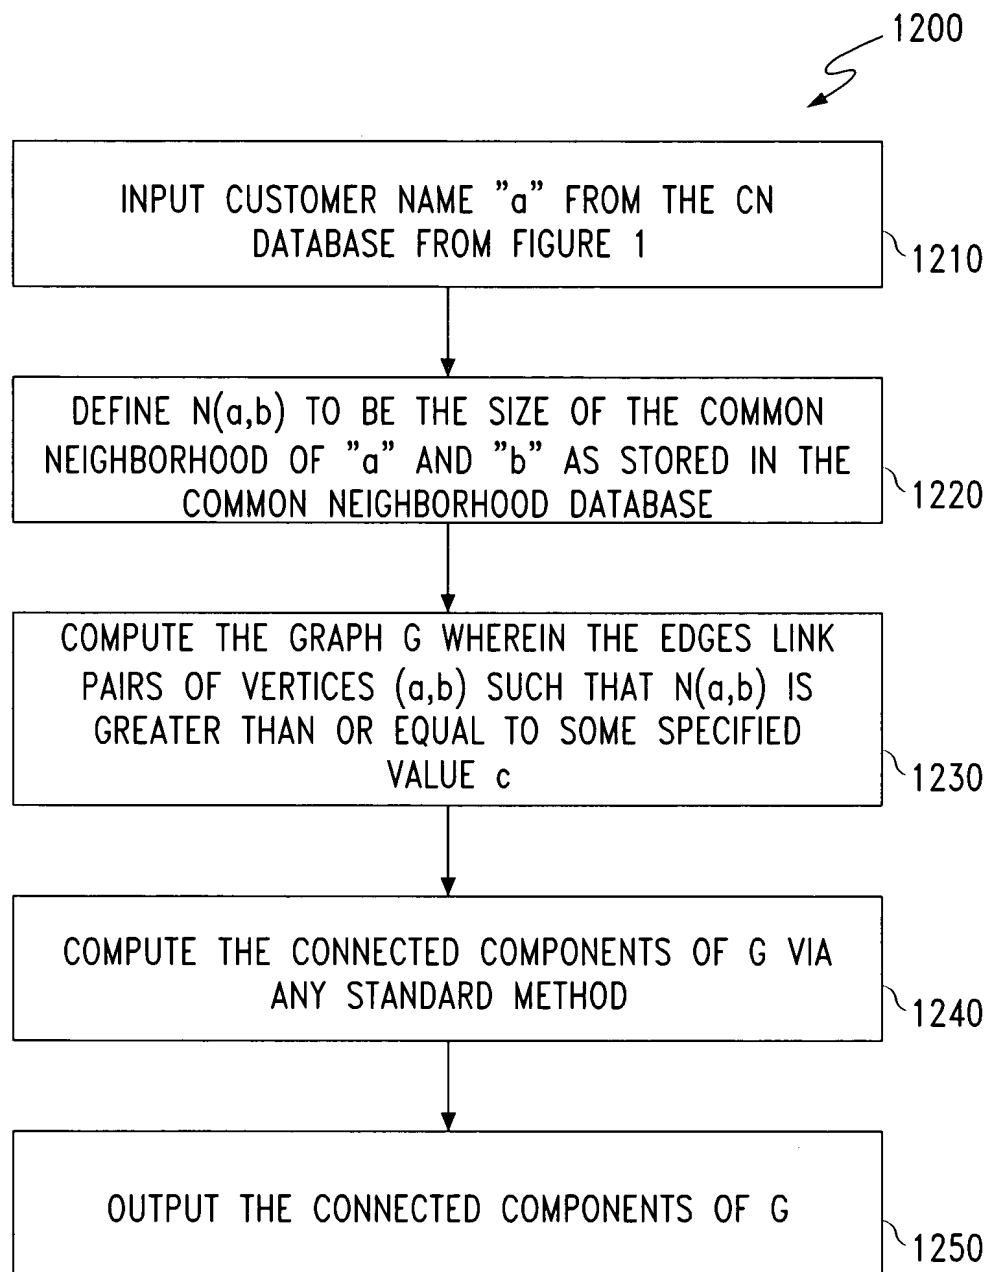 1200
INPUT CUSTOMER NAME "a" FROM THE CN
DATABASE FROM FIGURE 1
1210
DEFINE N(a,b) TO BE THE SIZE OF THE COMMON
NEIGHBORHOOD OF "a" AND "b" AS STORED IN THE
COMMON NEIGHBORHOOD DATABASE
1220
COMPUTE THE GRAPH G WHEREIN THE EDGES LINK
PAIRS OF VERTICES (a,b) SUCH THAT N(a,b) IS
GREATER THAN OR EQUAL TO SOME SPECIFIED
VALUE c
1230
COMPUTE THE CONNECTED COMPONENTS OF G VIA
ANY STANDARD METHOD
1240
OUTPUT THE CONNECTED COMPONENTS OF G
1250